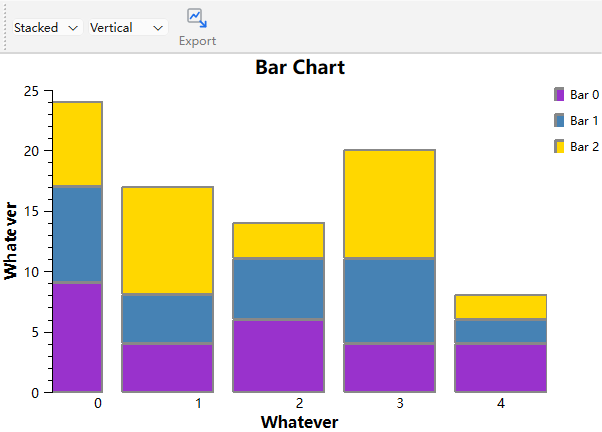 Stacked Vertical
Export
Bar Chart
Bar 0
Bar 1
Bar 2
25
20
15
10
5
0
Whatever
0 1 2 3 4
Whatever